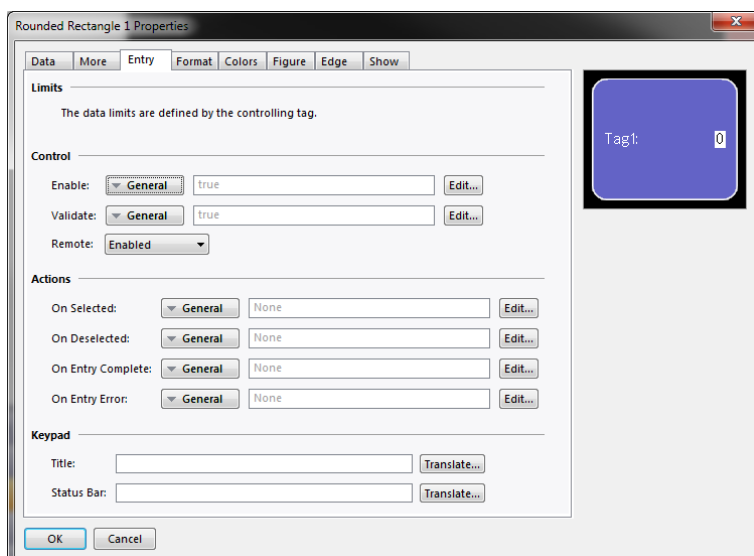 Rounded Rectangle 1 Properties
Data More Entry Format Colors Figure Edge Show
Limits
The data limits are defined by the controlling tag.
Control
Enable: General true Edit...
Validate: General true Edit...
Remote: Enabled
Actions
On Selected: General None Edit...
On Deselected: General None Edit...
On Entry Complete: General None Edit...
On Entry Error: General None Edit...
Keypad
Title: Translate...
Status Bar: Translate...
OK Cancel
Tag1: 0